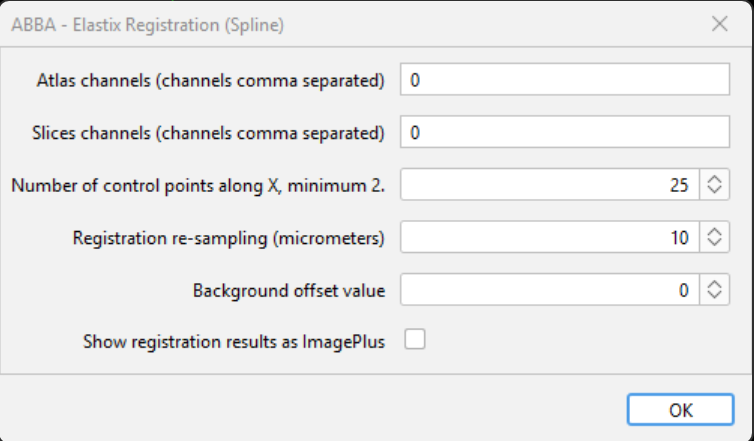 ABBA - Elastix Registration (Spline)
Atlas channels (channels comma separated) 0
Slices channels (channels comma separated) 0
Number of control points along X, minimum 2. 25
Registration re-sampling (micrometers) 10
Background offset value 0
Show registration results as ImagePlus
OK